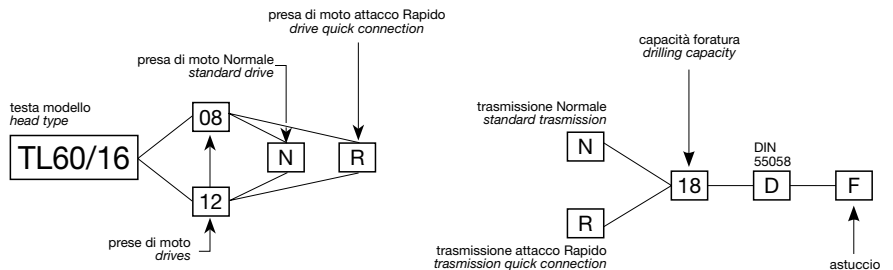 presa di moto attacco Rapido
drive quick connection
presa di moto Normale
standard drive
testa modello
head type
TL60/16
08
N
R
12
prese di moto
drives
capacità foratura
drilling capacity
trasmissione Normale
standard trasmission
N
DIN
55058
18
D
F
R
trasmissione attacco Rapido
trasmission quick connection
astuccio